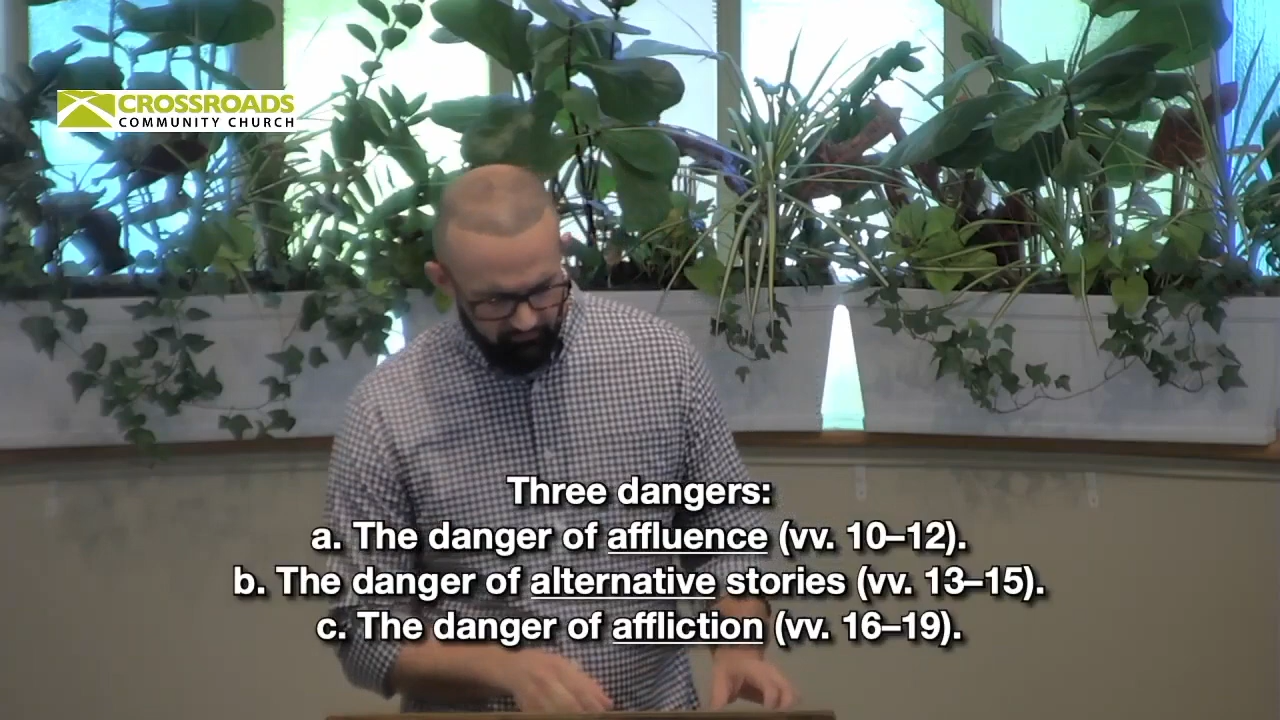 CROSSROADS
COMMUNITY CHURCH
Three dangers:
a. The danger of affluence (vv. 10–12).
b. The danger of alternative stories (vv. 13–15).
c. The danger of affliction (vv. 16–19).